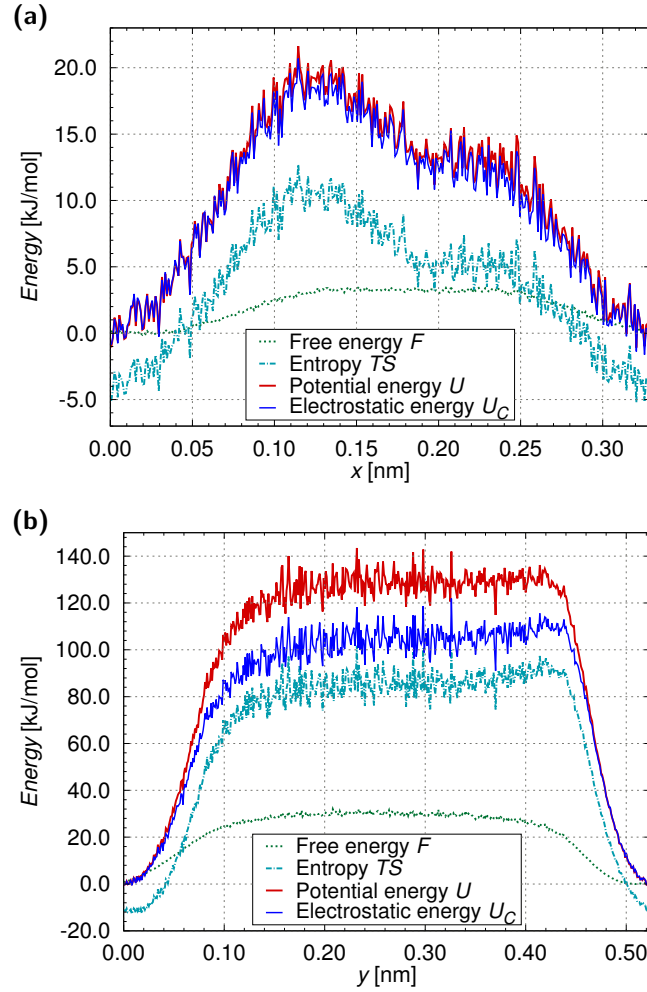 (a)
20.0
15.0
10.0
5.0
0.0
-5.0
Energy [kJ/mol]
Free energy F
Entropy TS
Potential energy U
Electrostatic energy U_C
0.00 0.05 0.10 0.15 0.20 0.25 0.30
x [nm]
(b)
140.0
120.0
100.0
80.0
60.0
40.0
20.0
0.0
-20.0
Energy [kJ/mol]
Free energy F
Entropy TS
Potential energy U
Electrostatic energy U_C
0.00 0.10 0.20 0.30 0.40 0.50
y [nm]